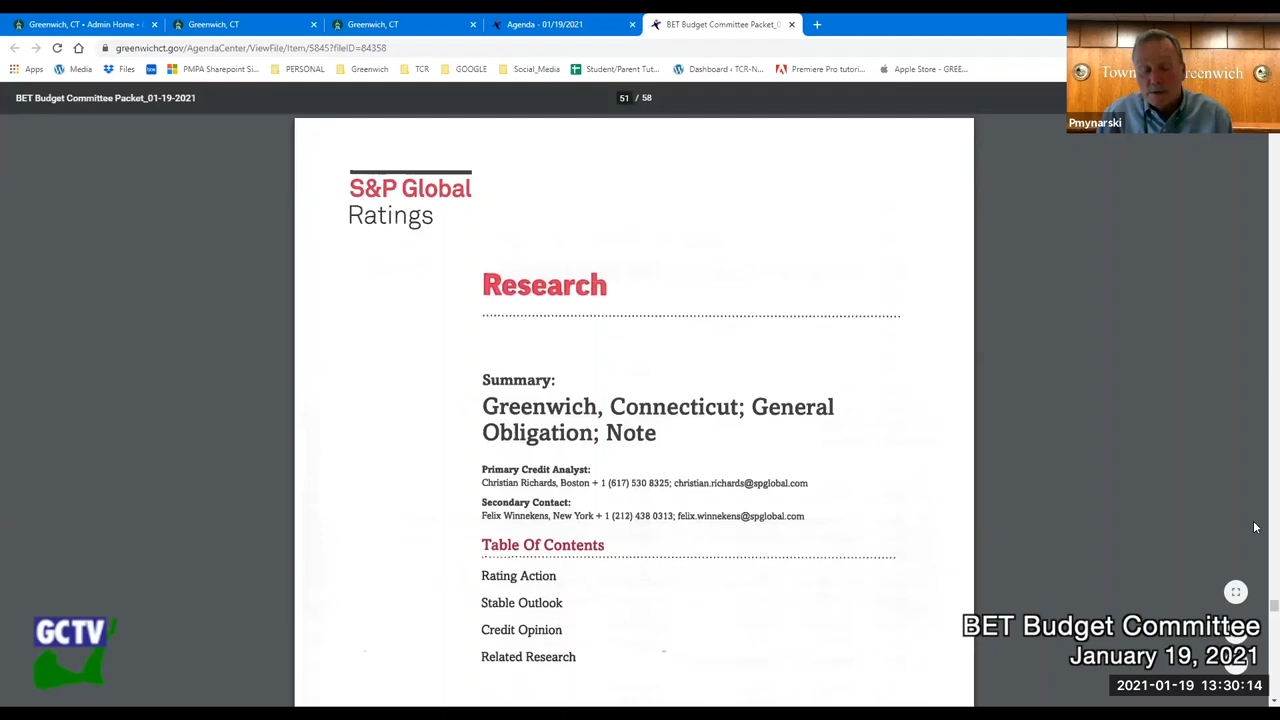 Greenwich, CT • Admin Home •
Greenwich, CT
Greenwich, CT
Agenda - 01/19/2021
BET Budget Committee Packet_0
greenwichct.gov/AgendaCenter/ViewFile/Item/5845?fileID=84358
Apps
Media
Files
PMPA Sharepoint Si...
PERSONAL
Greenwich
TCR
GOOGLE
Social_Media
Student/Parent Tut...
Dashboard ‹ TCR-N...
Premiere Pro tutori...
Apple Store - GREE...
BET Budget Committee Packet_01-19-2021
51 / 58
Town Greenwich
Pmynarski
S&P Global
Ratings
Research
Summary:
Greenwich, Connecticut; General
Obligation; Note
Primary Credit Analyst:
Christian Richards, Boston + 1 (617) 530 8325; christian.richards@spglobal.com
Secondary Contact:
Felix Winnekens, New York + 1 (212) 438 0313; felix.winnekens@spglobal.com
Table Of Contents
Rating Action
Stable Outlook
Credit Opinion
Related Research
GCTV
BET Budget Committee
January 19, 2021
2021-01-19 13:30:14